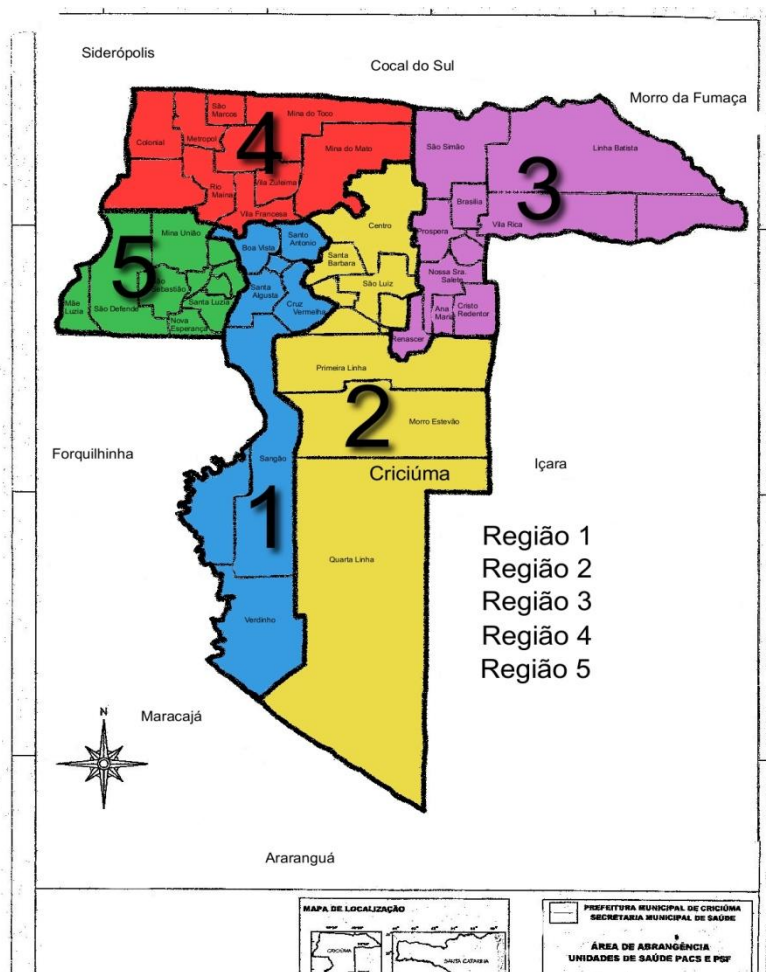 Siderópolis
Cocal do Sul
Morro da Fumaça
São
Marcos
Mina do Toco
Colonial
Metropol
4
Mina do Mato
São Simão
Linha Batista
3
Rio
Maina
Vila Zuleima
Brasilia
Vila Francesa
Centro
Prospera
Vila Rica
Mina União
Santo
Antonio
Boa Vista
5
Santa
Barbara
Nossa Sra.
Salete
São Luiz
Santa
Algusta
Sebastião
Mãe
Luzia
São Defende
Santa Luzia
Cruz
Vermelha
Ana
Maria
Cristo
Redentor
Nova
Esperança
Renascer
Primeira Linha
2
Morro Estevão
Forquilhinha
Sangão
Criciúma
Içara
1
Região 1
Região 2
Região 3
Região 4
Região 5
Quarta Linha
Verdinho
N
Maracajá
Araranguá
MAPA DE LOCALIZAÇÃO
CRICIÚMA
SANTA CATARINA
PREFEITURA MUNICIPAL DE CRICIÚMA
SECRETARIA MUNICIPAL DE SAÚDE
ÁREA DE ABRANGÊNCIA
UNIDADES DE SAÚDE PACS E PSF